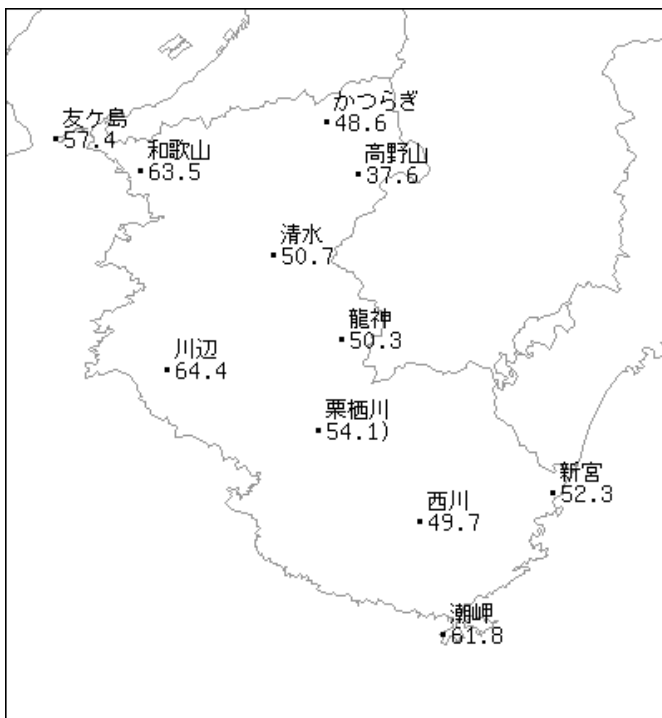 かつらぎ
48.6
友ケ島
57.4
和歌山
63.5
高野山
37.6
清水
50.7
龍神
50.3
川辺
64.4
栗栖川
54.1)
新宮
52.3
西川
49.7
潮岬
61.8